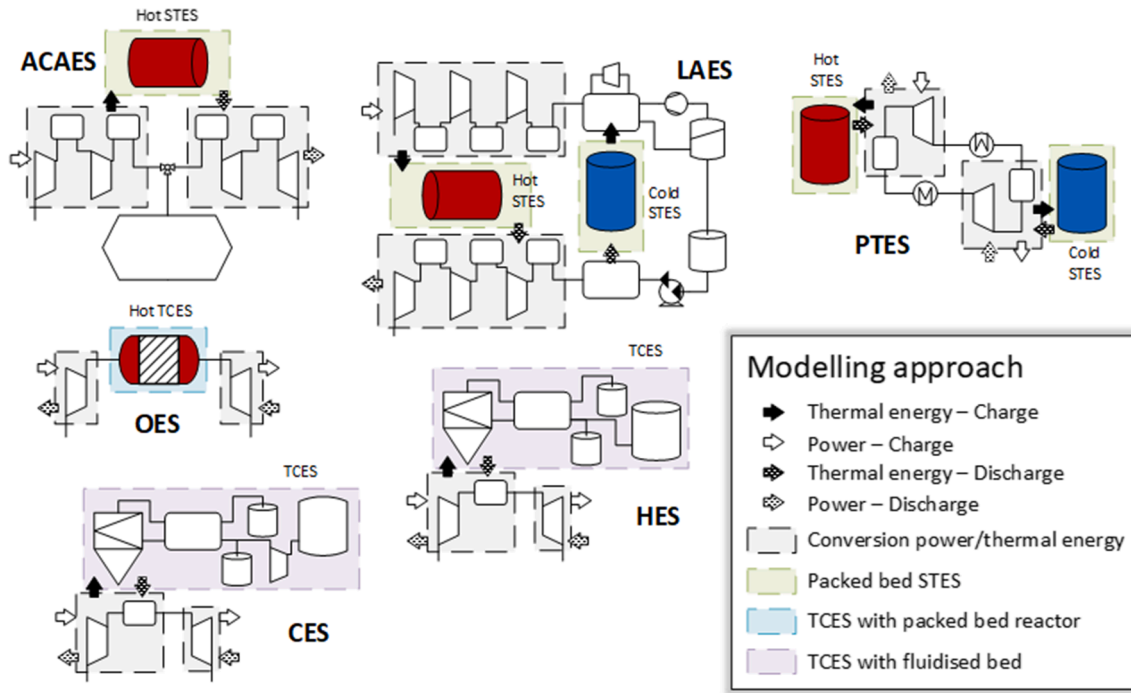 Hot STES
ACAES
LAES
Hot
STES
Cold
STES
Hot
STES
PTES
Cold
STES
M
M
Hot TCES
OES
TCES
HES
TCES
CES
Modelling approach
Thermal energy – Charge
Power – Charge
Thermal energy – Discharge
Power – Discharge
Conversion power/thermal energy
Packed bed STES
TCES with packed bed reactor
TCES with fluidised bed